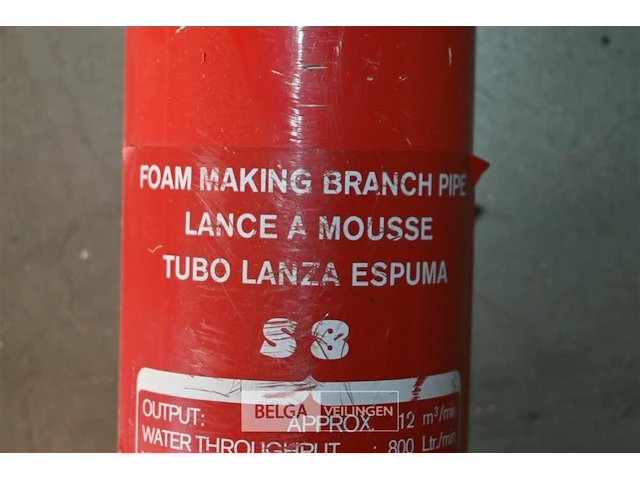 FOAM MAKING BRANCH PIPE
LANCE A MOUSSE
TUBO LANZA ESPUMA
S8
OUTPUT: APPROX. 12 m³/min
WATER THROUGHPUT : 800 Ltr/min
BELGA VEILINGEN